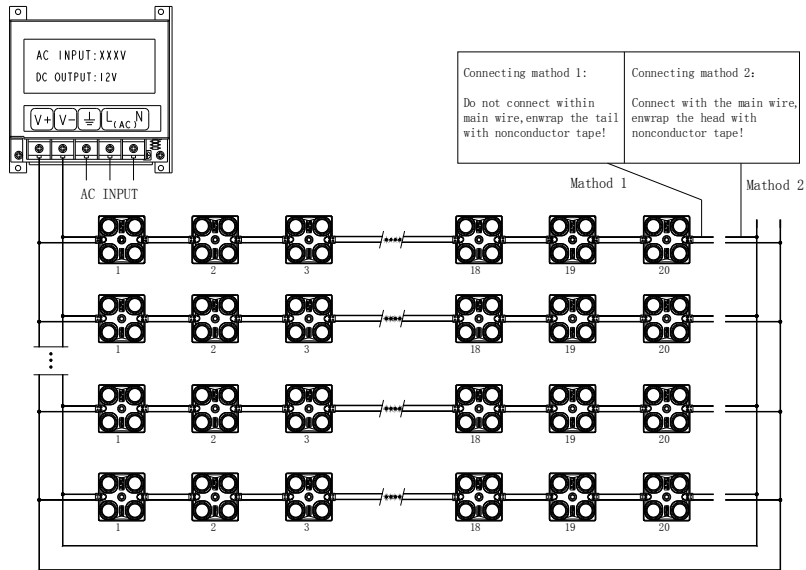 AC INPUT:XXXV
DC OUTPUT:12V
V+ V- L(AC)N
AC INPUT
Connecting mathod 1:
Do not connect within
main wire,enwrap the tail
with nonconductor tape!
Connecting mathod 2:
Connect with the main wire,
enwrap the head with
nonconductor tape!
Mathod 1
Mathod 2
1 2 3 18 19 20
1 2 3 18 19 20
1 2 3 18 19 20
1 2 3 18 19 20